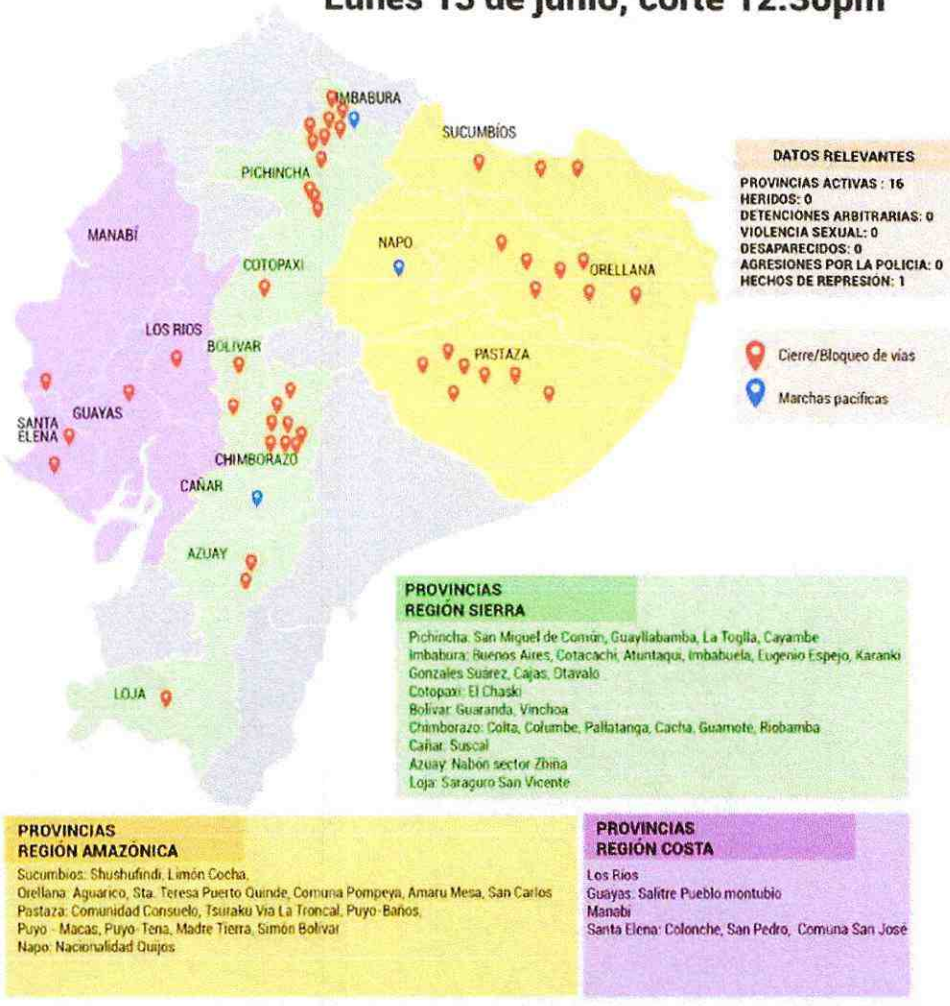 Lunes 13 de junio, corte 12:30pm
IMBABURA
SUCUMBÍOS
PICHINCHA
MANABÍ
NAPO
COTOPAXI
ORELLANA
LOS RIOS
BOLIVAR
PASTAZA
GUAYAS
SANTA
ELENA
CHIMBORAZO
CAÑAR
AZUAY
LOJA
DATOS RELEVANTES
PROVINCIAS ACTIVAS : 16
HERIDOS: 0
DETENCIONES ARBITRARIAS: 0
VIOLENCIA SEXUAL: 0
DESAPARECIDOS: 0
AGRESIONES POR LA POLICIA: 0
HECHOS DE REPRESIÓN: 1
Cierre/Bloqueo de vías
Marchas pacíficas
PROVINCIAS
REGIÓN SIERRA
Pichincha: San Miguel de Común, Guayllabamba, La Toglla, Cayambe
Imbabura: Buenos Aires, Cotacachi, Atuntaqui, Imbabuela, Eugenio Espejo, Karanki
Gonzales Suárez, Cajas, Otavalo
Cotopaxi: El Chaski
Bolívar: Guaranda, Vinchoa
Chimborazo: Colta, Columbe, Pallatanga, Cacha, Guamote, Riobamba
Cañar: Suscal
Azuay: Nabón sector Zhiña
Loja: Saraguro San Vicente
PROVINCIAS
REGIÓN AMAZÓNICA
Sucumbios: Shushufindi, Limón Cocha,
Orellana: Aguarico, Sta. Teresa Puerto Quinde, Comuna Pompeya, Amaru Mesa, San Carlos
Pastaza: Comunidad Consuelo, Tsuraku Via La Troncal, Puyo-Baños,
Puyo - Macas, Puyo-Tena, Madre Tierra, Simón Bolivar
Napo: Nacionalidad Quijos
PROVINCIAS
REGIÓN COSTA
Los Rios
Guayas: Salitre Pueblo montubio
Manabi
Santa Elena: Colonche, San Pedro, Comuna San José